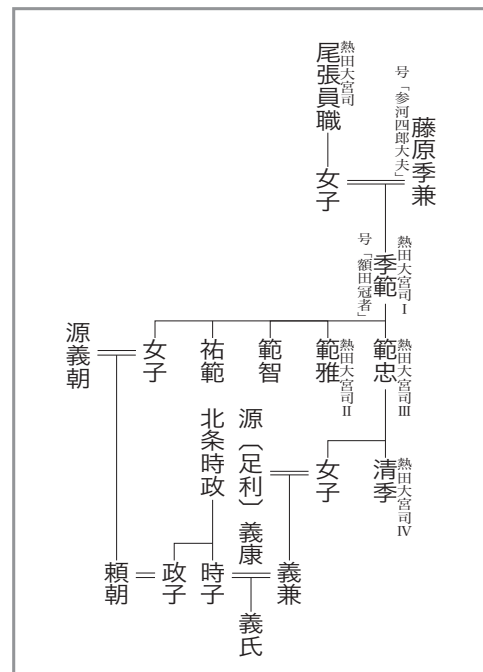 藤原季兼
号「参河四郎大夫」
熱田大宮司
尾張員職
女子
熱田大宮司Ⅰ
季範
号「額田冠者」
熱田大宮司Ⅲ
範忠
熱田大宮司Ⅱ
範雅
範智
祐範
女子
源義朝
熱田大宮司Ⅳ
清季
女子
源〔足利〕義康
北条時政
義兼
義氏
時子
政子
頼朝